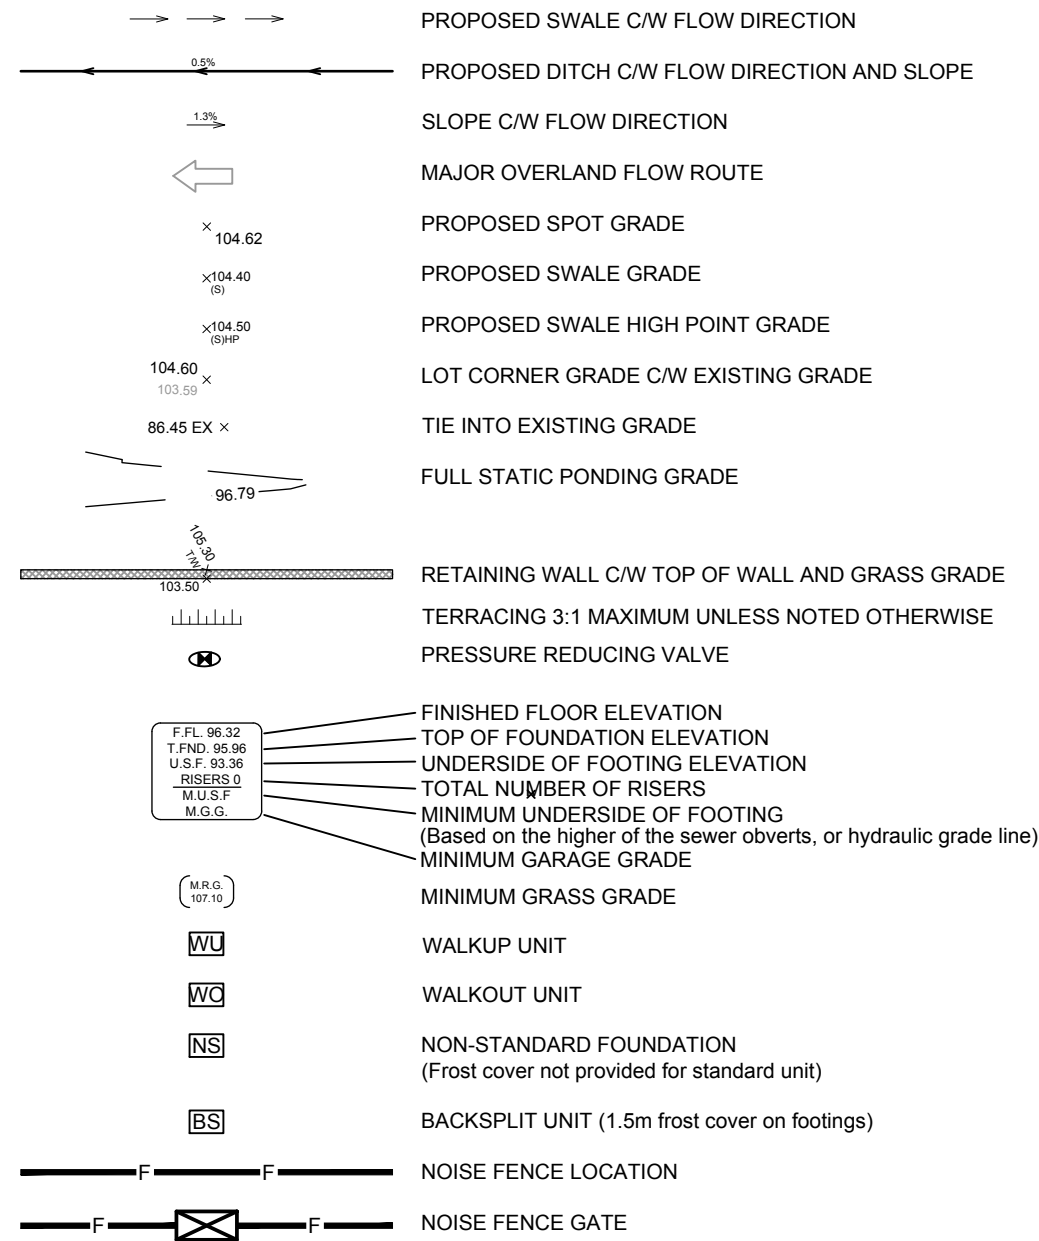 PROPOSED SWALE C/W FLOW DIRECTION
0.5%
PROPOSED DITCH C/W FLOW DIRECTION AND SLOPE
1.3%
SLOPE C/W FLOW DIRECTION
MAJOR OVERLAND FLOW ROUTE
104.62
PROPOSED SPOT GRADE
104.40
(S)
PROPOSED SWALE GRADE
104.50
(S)HP
PROPOSED SWALE HIGH POINT GRADE
104.60
103.59
LOT CORNER GRADE C/W EXISTING GRADE
86.45 EX
TIE INTO EXISTING GRADE
96.79
FULL STATIC PONDING GRADE
105.30
T/W
103.50
RETAINING WALL C/W TOP OF WALL AND GRASS GRADE
TERRACING 3:1 MAXIMUM UNLESS NOTED OTHERWISE
PRESSURE REDUCING VALVE
F.FL. 96.32
T.FND. 95.96
U.S.F. 93.36
RISERS 0
M.U.S.F
M.G.G.
FINISHED FLOOR ELEVATION
TOP OF FOUNDATION ELEVATION
UNDERSIDE OF FOOTING ELEVATION
TOTAL NUMBER OF RISERS
MINIMUM UNDERSIDE OF FOOTING
(Based on the higher of the sewer obverts, or hydraulic grade line)
MINIMUM GARAGE GRADE
M.R.G.
107.10
MINIMUM GRASS GRADE
WU
WALKUP UNIT
WO
WALKOUT UNIT
NS
NON-STANDARD FOUNDATION
(Frost cover not provided for standard unit)
BS
BACKSPLIT UNIT (1.5m frost cover on footings)
F F
NOISE FENCE LOCATION
F F
NOISE FENCE GATE